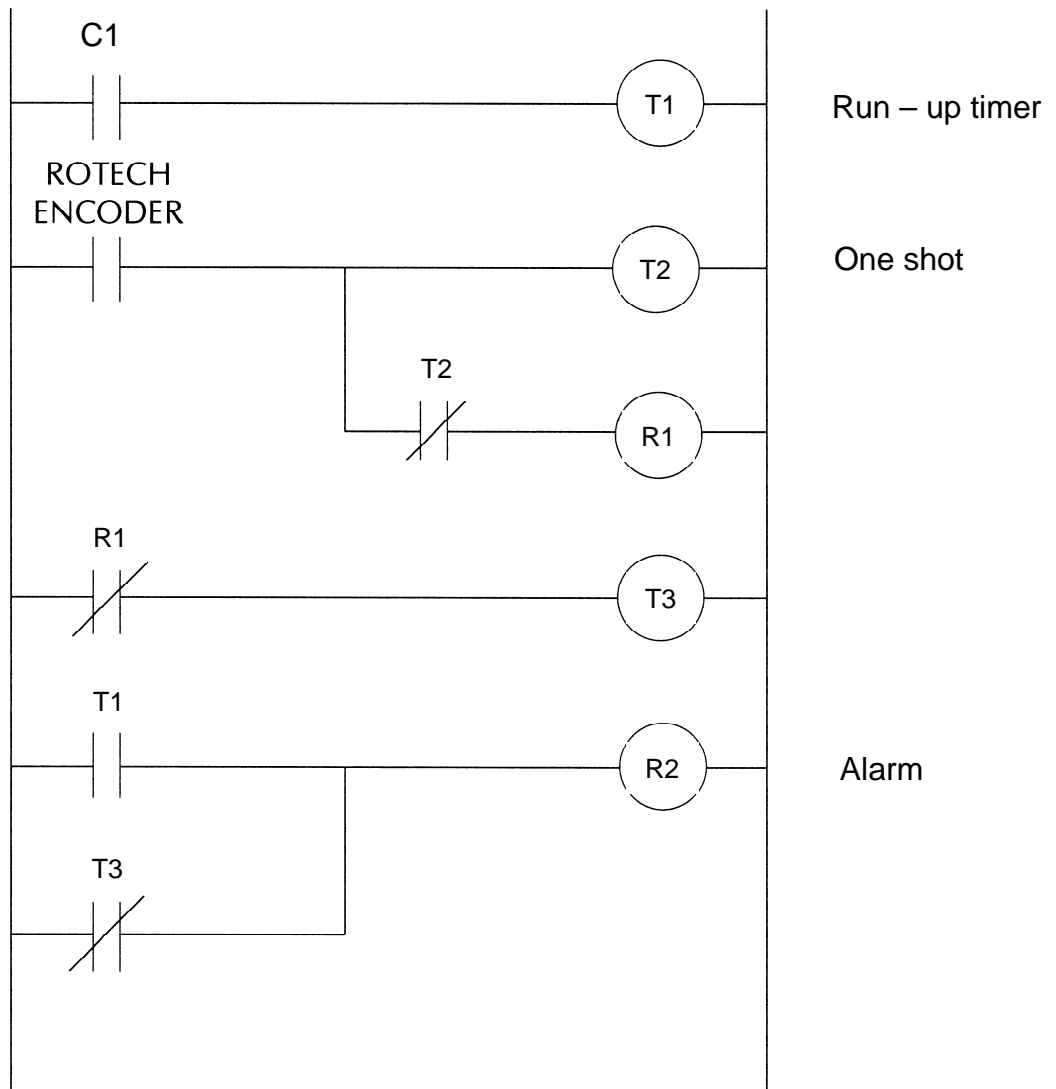 C1
T1
Run – up timer
ROTECH
ENCODER
T2
One shot
T2
R1
R1
T3
T1
R2
Alarm
T3